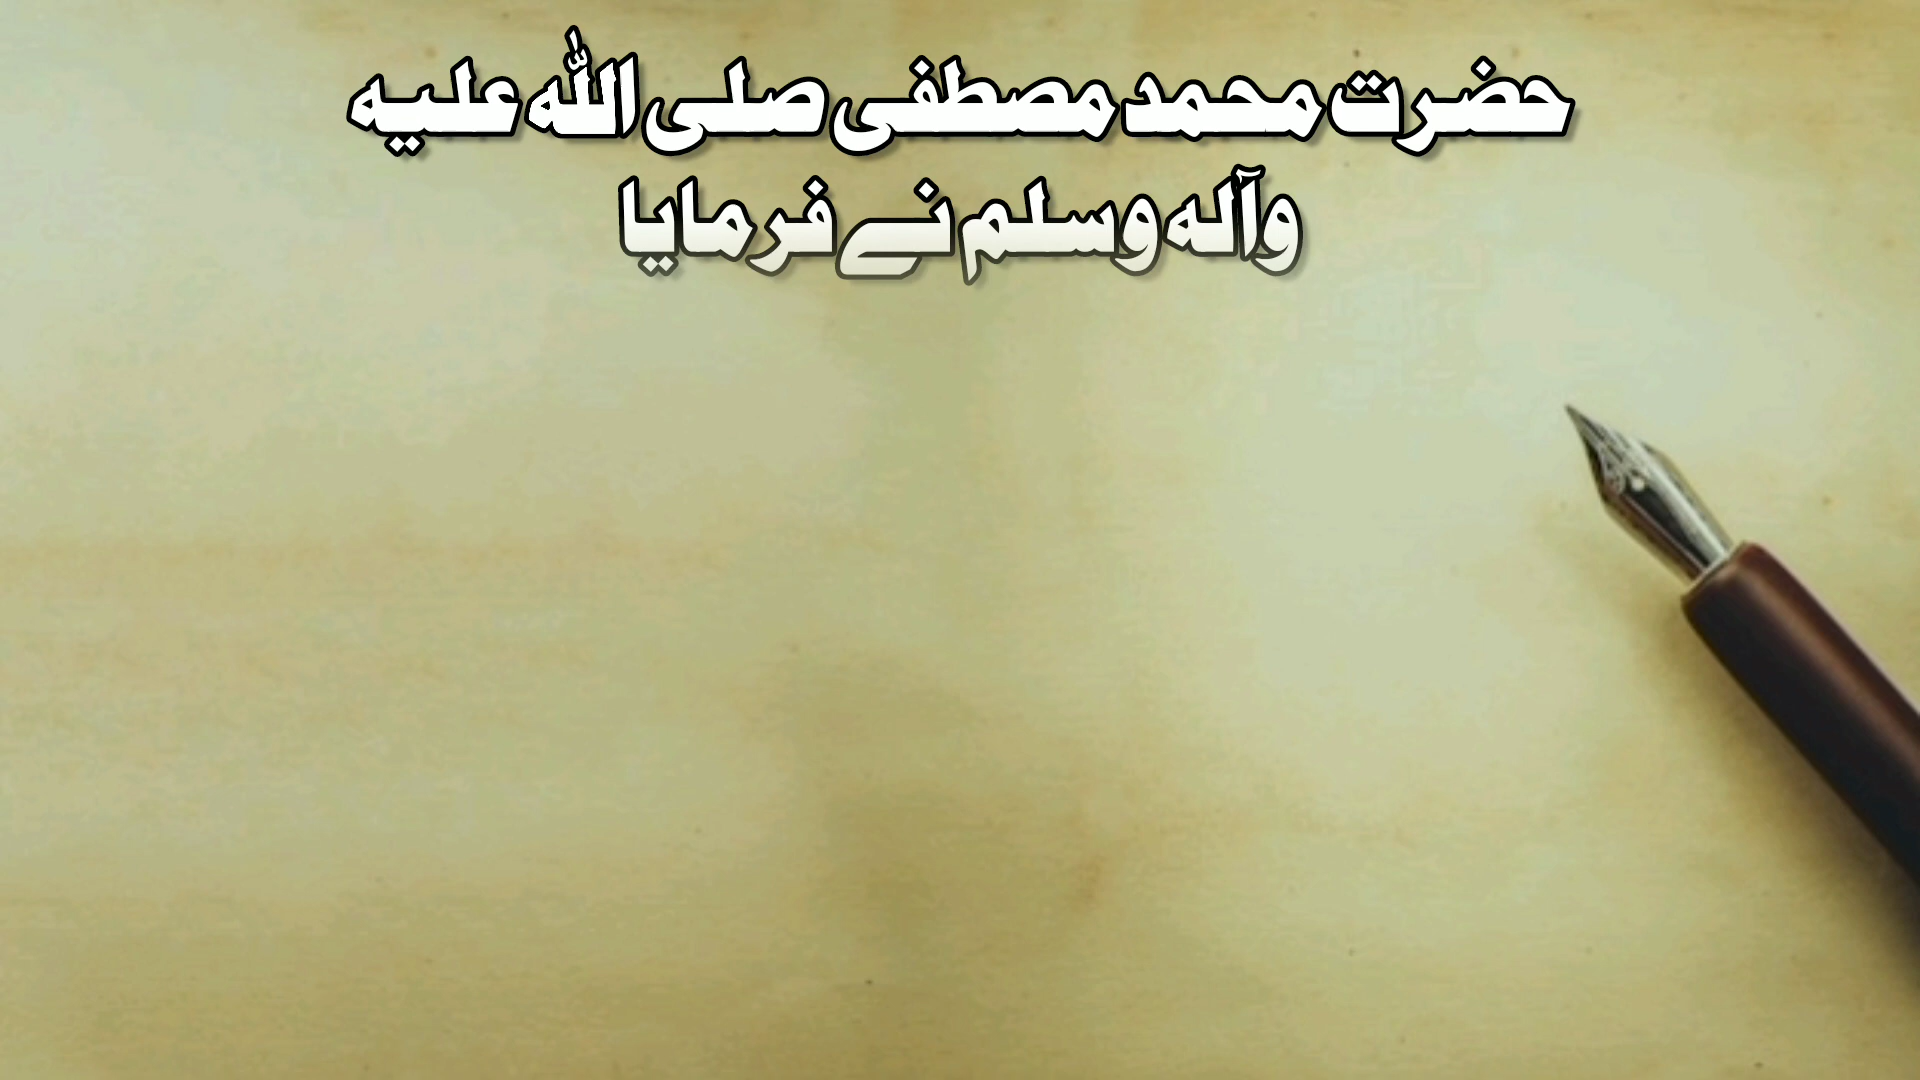 حضرت محمد مصطفی صلی اللہ علیہ
وآلہ وسلم نے فرمایا